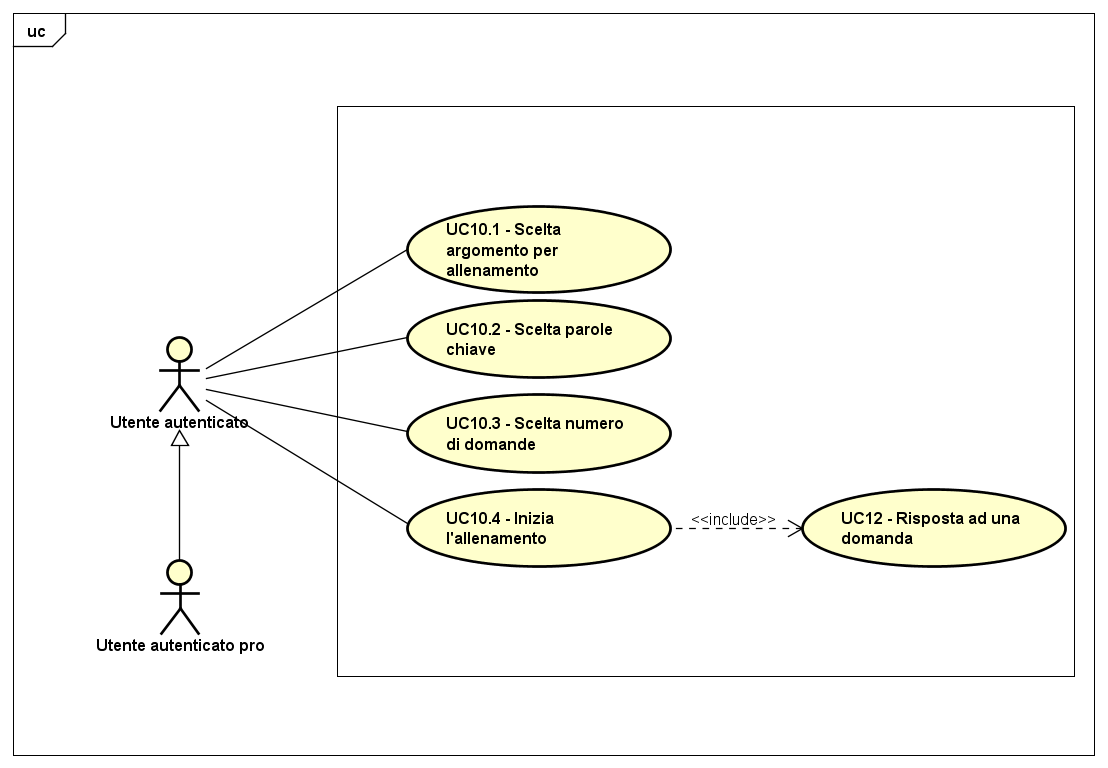 uc
UC10.1 - Scelta
argomento per
allenamento
UC10.2 - Scelta parole
chiave
Utente autenticato
UC10.3 - Scelta numero
di domande
UC10.4 - Inizia
l'allenamento
<<include>>
UC12 - Risposta ad una
domanda
Utente autenticato pro